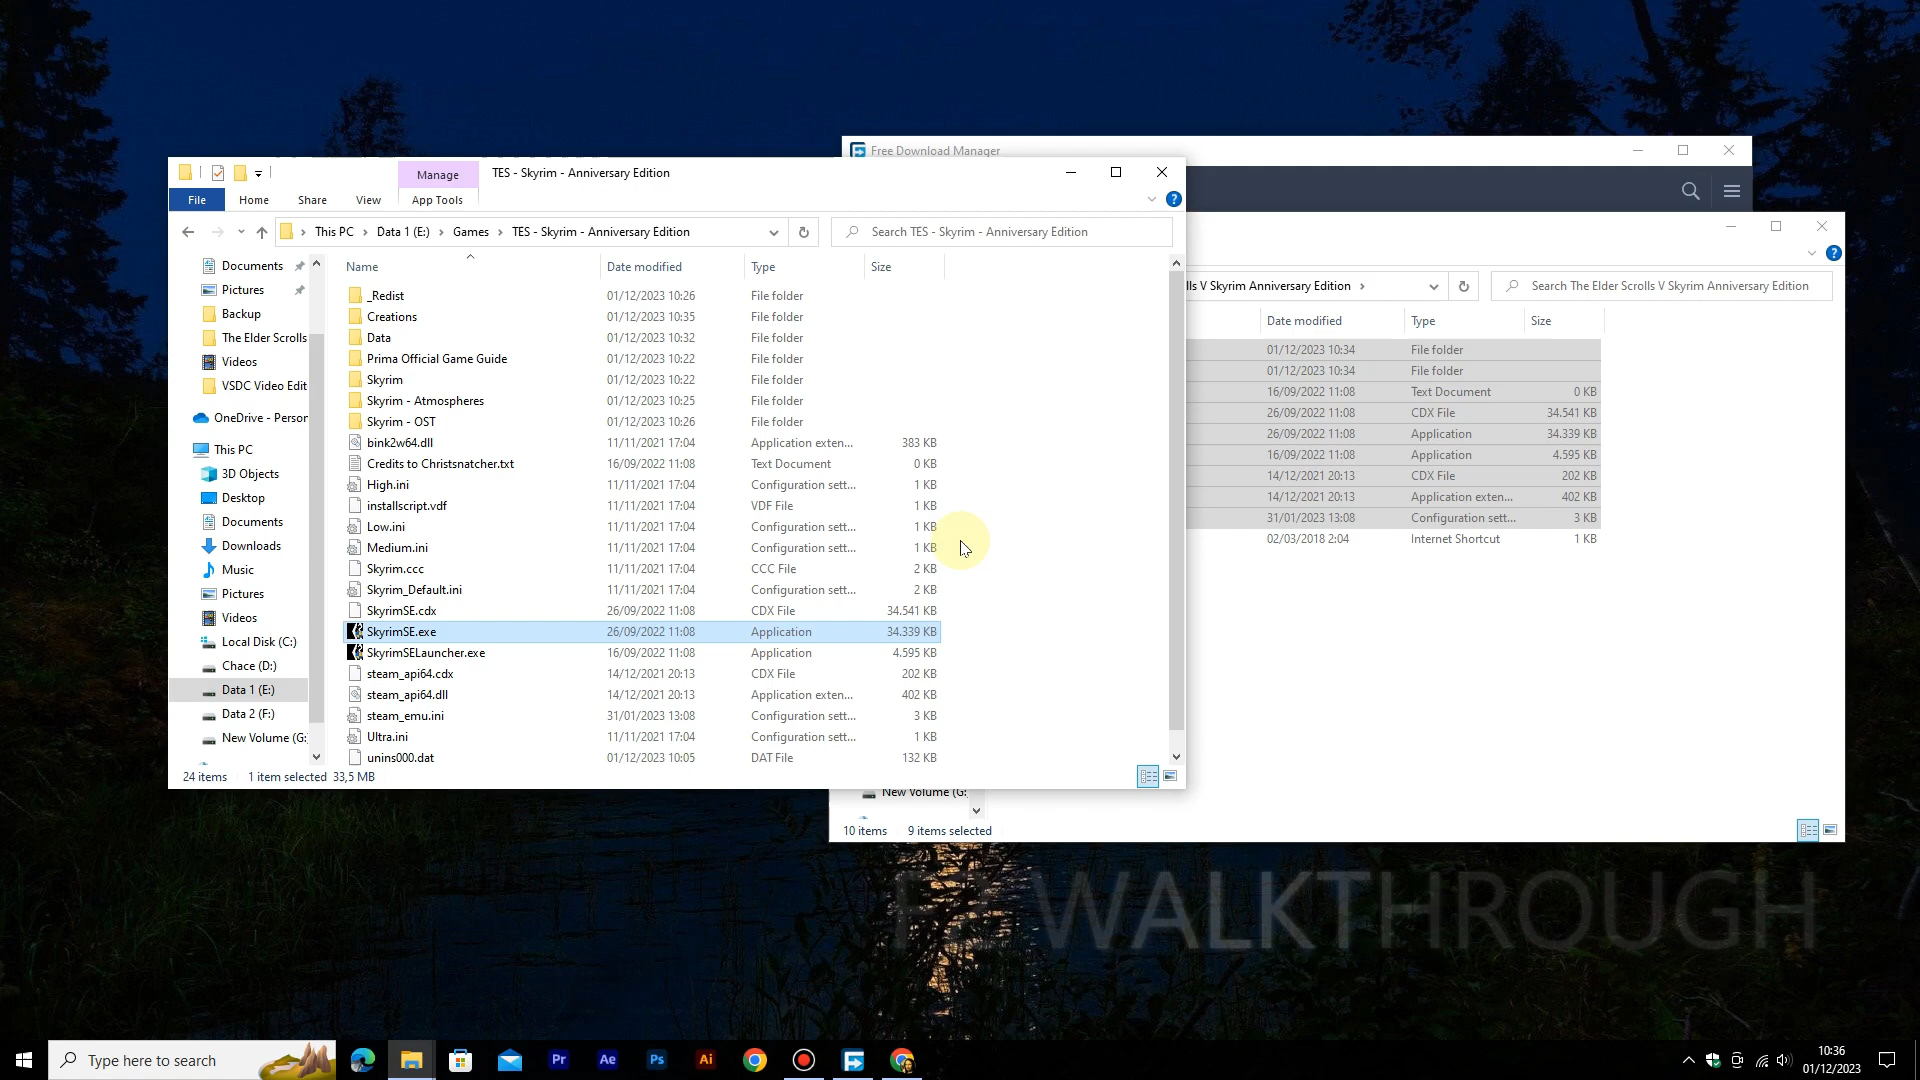 Free Download Manager
Manage
TES - Skyrim - Anniversary Edition
File
Home
Share
View
App Tools
This PC
Data 1 (E:)
Games
TES - Skyrim - Anniversary Edition
Search TES - Skyrim - Anniversary Edition
Documents
Pictures
Backup
The Elder Scrolls
Videos
VSDC Video Edit
OneDrive - Person
This PC
3D Objects
Desktop
Documents
Downloads
Music
Pictures
Videos
Local Disk (C:)
Chace (D:)
Data 1 (E:)
Data 2 (F:)
New Volume (G:
Name Date modified Type Size
_Redist 01/12/2023 10:26 File folder
Creations 01/12/2023 10:35 File folder
Data 01/12/2023 10:32 File folder
Prima Official Game Guide 01/12/2023 10:22 File folder
Skyrim 01/12/2023 10:22 File folder
Skyrim - Atmospheres 01/12/2023 10:25 File folder
Skyrim - OST 01/12/2023 10:26 File folder
bink2w64.dll 11/11/2021 17:04 Application exten... 383 KB
Credits to Christsnatcher.txt 16/09/2022 11:08 Text Document 0 KB
High.ini 11/11/2021 17:04 Configuration sett... 1 KB
installscript.vdf 11/11/2021 17:04 VDF File 1 KB
Low.ini 11/11/2021 17:04 Configuration sett... 1 KB
Medium.ini 11/11/2021 17:04 Configuration sett... 1 KB
Skyrim.ccc 11/11/2021 17:04 CCC File 2 KB
Skyrim_Default.ini 11/11/2021 17:04 Configuration sett... 2 KB
SkyrimSE.cdx 26/09/2022 11:08 CDX File 34.541 KB
SkyrimSE.exe 26/09/2022 11:08 Application 34.339 KB
SkyrimSELauncher.exe 16/09/2022 11:08 Application 4.595 KB
steam_api64.cdx 14/12/2021 20:13 CDX File 202 KB
steam_api64.dll 14/12/2021 20:13 Application exten... 402 KB
steam_emu.ini 31/01/2023 13:08 Configuration sett... 3 KB
Ultra.ini 11/11/2021 17:04 Configuration sett... 1 KB
unins000.dat 01/12/2023 10:05 DAT File 132 KB
24 items 1 item selected 33,5 MB
lls V Skyrim Anniversary Edition
Search The Elder Scrolls V Skyrim Anniversary Edition
Date modified Type Size
01/12/2023 10:34 File folder
01/12/2023 10:34 File folder
16/09/2022 11:08 Text Document 0 KB
26/09/2022 11:08 CDX File 34.541 KB
26/09/2022 11:08 Application 34.339 KB
16/09/2022 11:08 Application 4.595 KB
14/12/2021 20:13 CDX File 202 KB
14/12/2021 20:13 Application exten... 402 KB
31/01/2023 13:08 Configuration sett... 3 KB
02/03/2018 2:04 Internet Shortcut 1 KB
New Volume (G:
10 items 9 items selected
WALKTHROUGH
Type here to search
Pr
Ae
Ps
Ai
10:36
01/12/2023